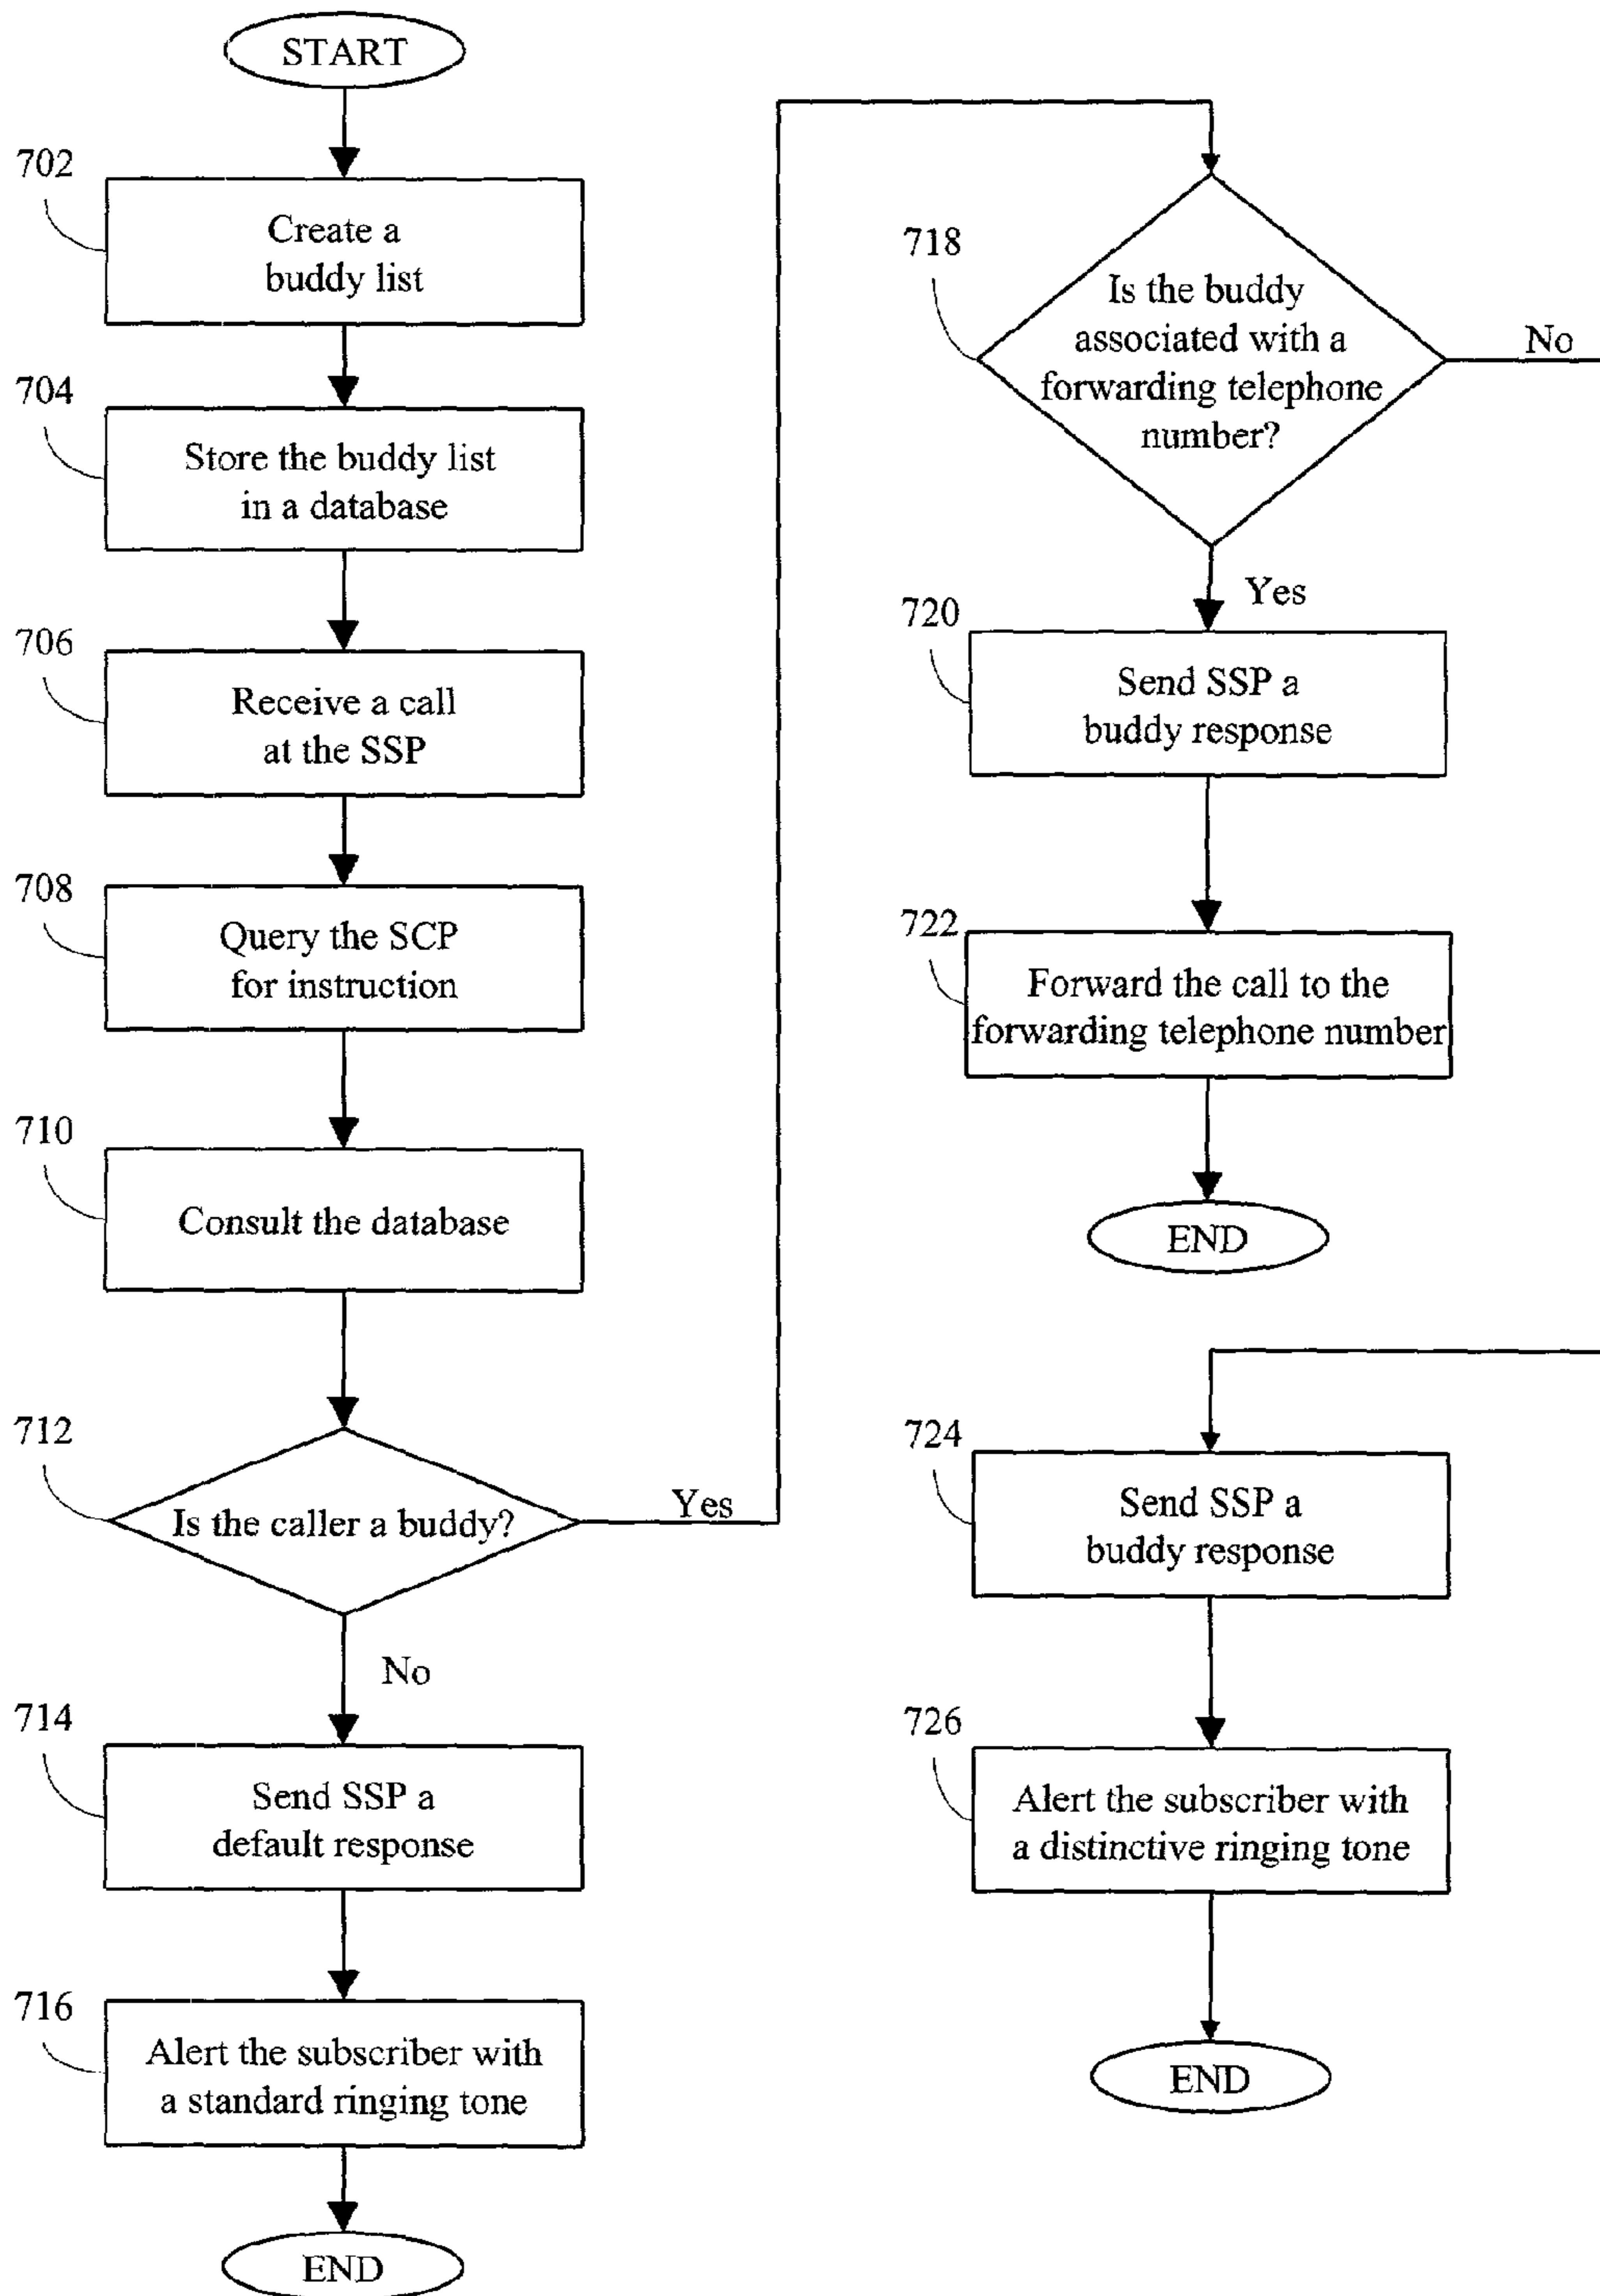 START
702
Create a
buddy list
704
Store the buddy list
in a database
706
Receive a call
at the SSP
708
Query the SCP
for instruction
710
Consult the database
712
Is the caller a buddy?
Yes
No
714
Send SSP a
default response
716
Alert the subscriber with
a standard ringing tone
END
718
Is the buddy
associated with a
forwarding telephone
number?
No
Yes
720
Send SSP a
buddy response
722
Forward the call to the
forwarding telephone number
END
724
Send SSP a
buddy response
726
Alert the subscriber with
a distinctive ringing tone
END